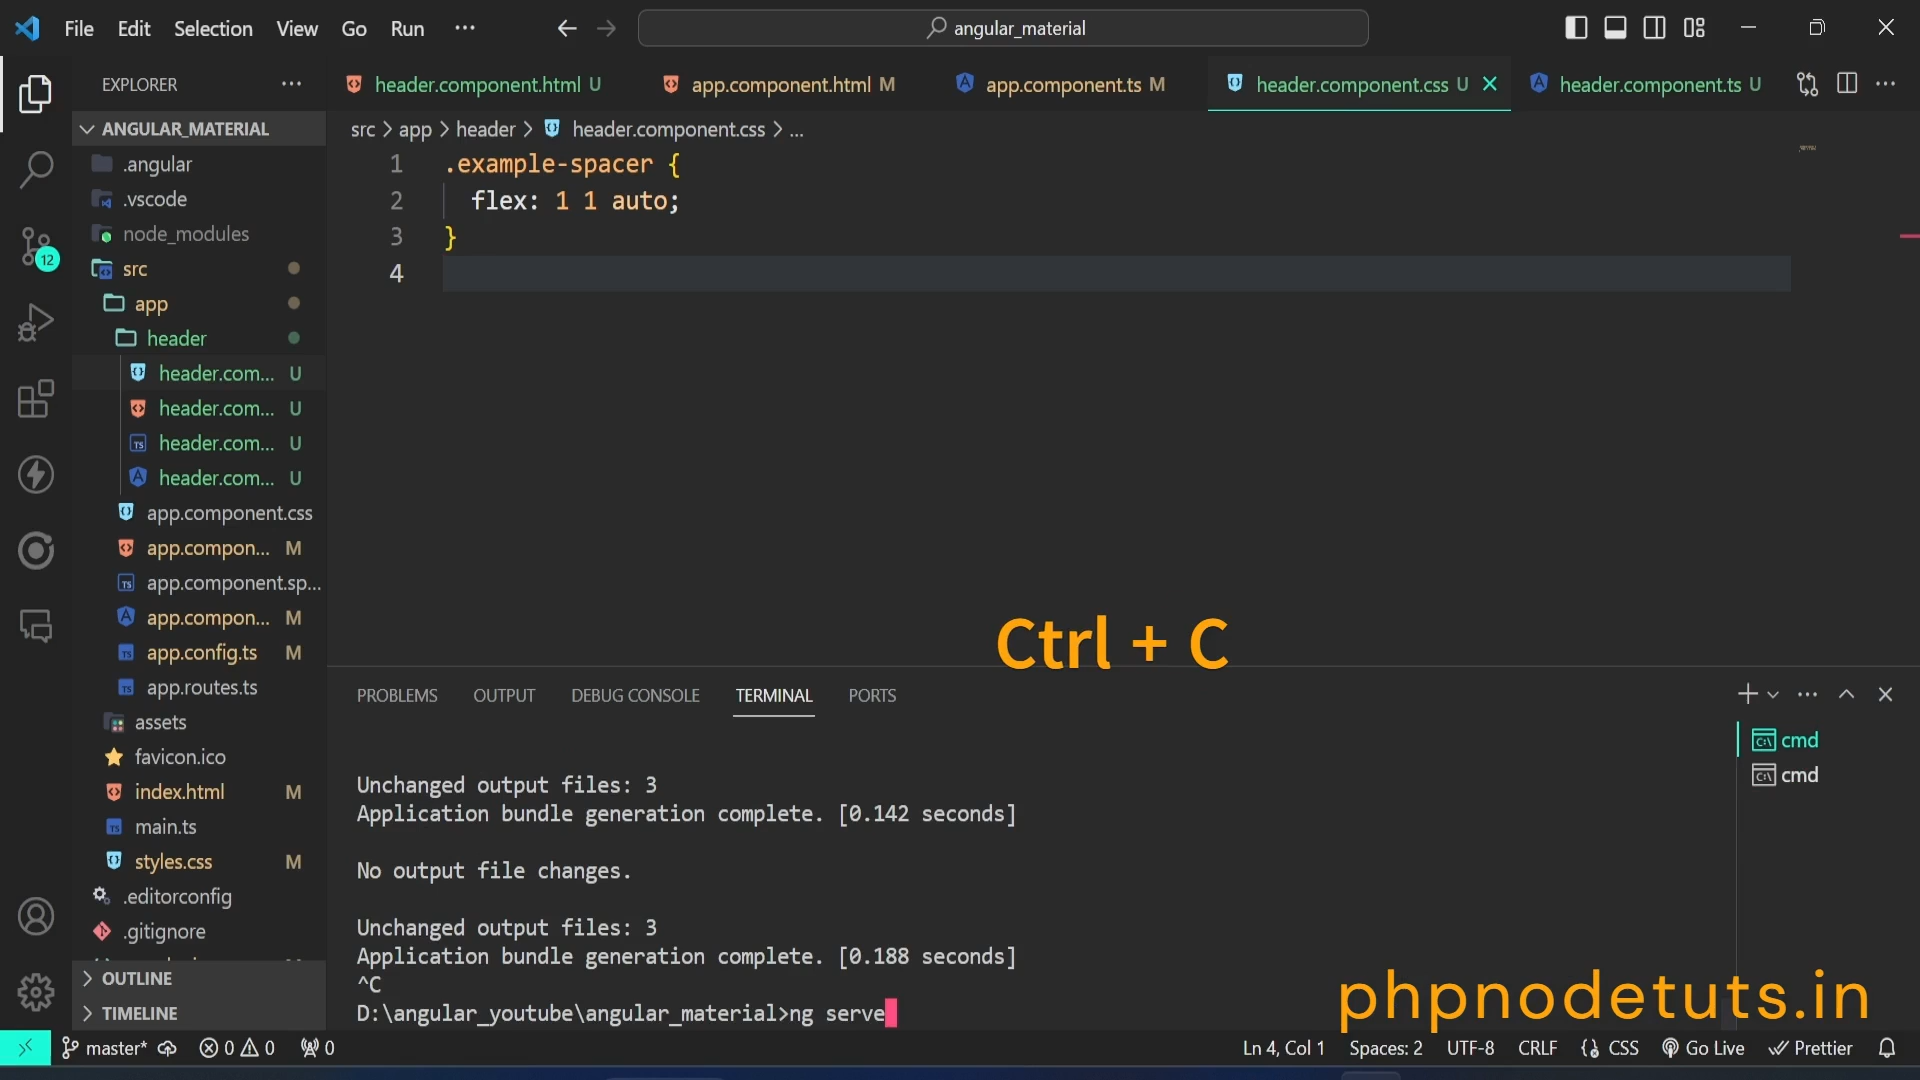 File Edit Selection View Go Run ···
angular_material
EXPLORER ···
header.component.html U
app.component.html M
app.component.ts M
header.component.css U
header.component.ts U
ANGULAR_MATERIAL
src > app > header > header.component.css > ...
.angular
.vscode
node_modules
src
app
header
header.com... U
header.com... U
header.com... U
header.com... U
app.component.css
app.compon... M
app.component.sp...
app.compon... M
app.config.ts M
app.routes.ts
assets
favicon.ico
index.html M
main.ts
styles.css M
.editorconfig
.gitignore
OUTLINE
TIMELINE
12
1 .example-spacer {
2 flex: 1 1 auto;
3 }
4
Ctrl + C
PROBLEMS OUTPUT DEBUG CONSOLE TERMINAL PORTS
cmd
cmd
Unchanged output files: 3
Application bundle generation complete. [0.142 seconds]
No output file changes.
Unchanged output files: 3
Application bundle generation complete. [0.188 seconds]
^C
D:\angular_youtube\angular_material>ng serve
phpnodetuts.in
master* 0 0 0
Ln 4, Col 1 Spaces: 2 UTF-8 CRLF CSS Go Live Prettier